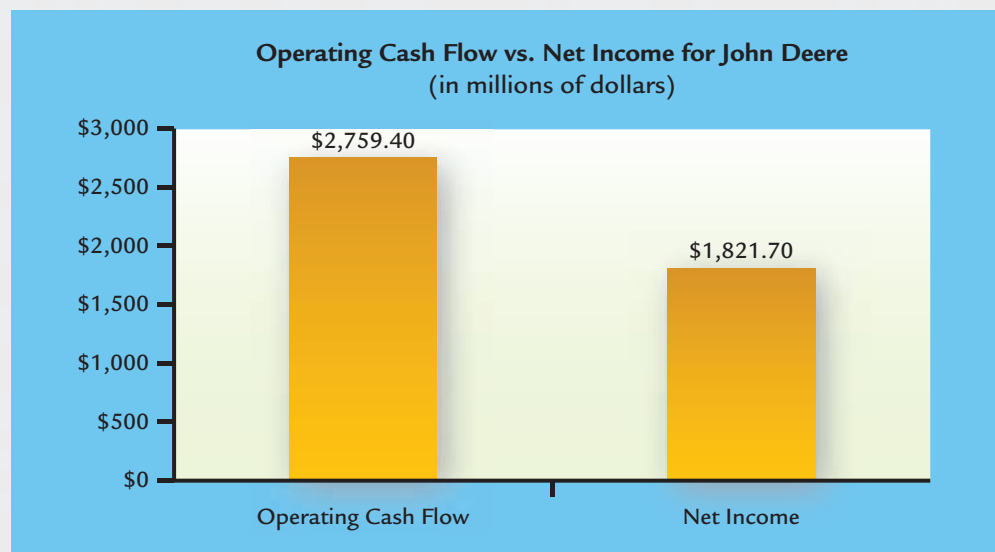 Operating Cash Flow vs. Net Income for John Deere
(in millions of dollars)
$3,000
$2,500
$2,000
$1,500
$1,000
$500
$0
$2,759.40
$1,821.70
Operating Cash Flow
Net Income